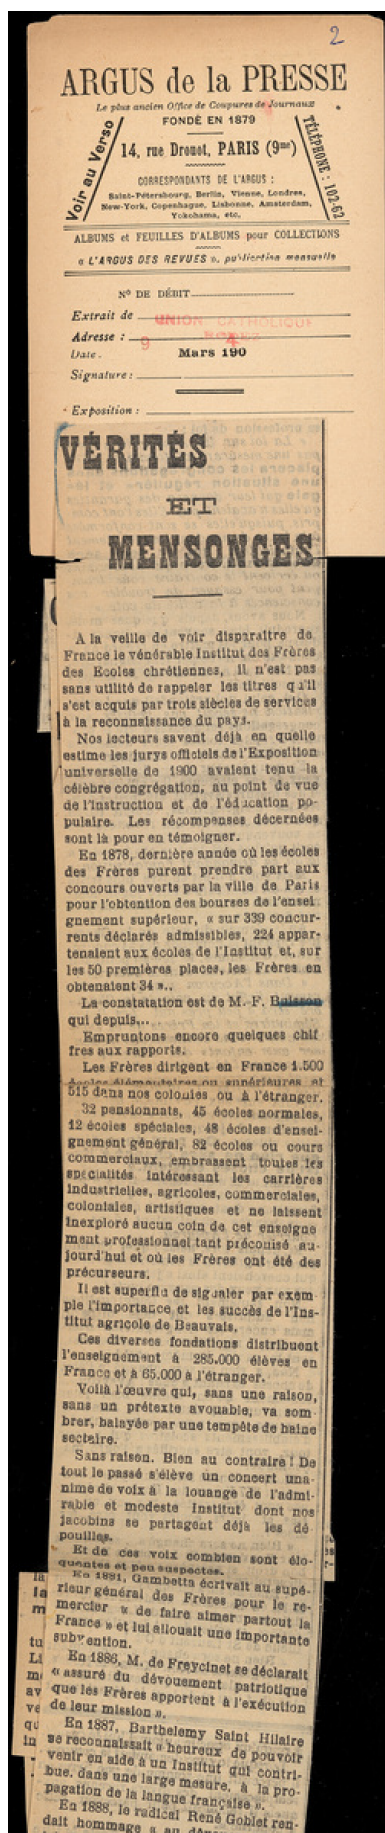 2
ARGUS de la PRESSE
Le plus ancien Office de Coupures de Journaux
FONDÉ EN 1879
Voir au Verso
14, rue Drouot, PARIS (9me)
TÉLÉPHONE : 102-62
CORRESPONDANTS DE L'ARGUS :
Saint-Pétersbourg, Berlin, Vienne, Londres,
New-York, Copenhague, Lisbonne, Amsterdam,
Yokohama, etc.
ALBUMS et FEUILLES D'ALBUMS pour COLLECTIONS
« L'ARGUS DES REVUES », publication mensuelle
N° DE DÉBIT
Extrait de UNION CATHOLIQUE
Adresse : RODEZ
Date : 9 Mars 190 4
Signature :
Exposition :
VÉRITÉS
ET
MENSONGES
A la veille de voir disparaître de
France le vénérable Institut des Frères
des Ecoles chrétiennes, il n'est pas
sans utilité de rappeler les titres qu'il
s'est acquis par trois siècles de services
à la reconnaissance du pays.
Nos lecteurs savent déjà en quelle
estime les jurys officiels de l'Exposition
universelle de 1900 avaient tenu la
célèbre congrégation, au point de vue
de l'instruction et de l'éducation po-
pulaire. Les récompenses décernées
sont là pour en témoigner.
En 1878, dernière année où les écoles
des Frères purent prendre part aux
concours ouverts par la ville de Paris
pour l'obtention des bourses de l'ensei
gnement supérieur, « sur 339 concur-
rents déclarés admissibles, 224 appar-
tenaient aux écoles de l'Institut et, sur
les 50 premières places, les Frères en
obtenaient 34 »..
La constatation est de M. F. Buisson
qui depuis...
Empruntons encore quelques chif
fres aux rapports.
Les Frères dirigent en France 1.500
écoles élémentaires ou supérieures et
515 dans nos colonies ou à l'étranger.
32 pensionnats, 45 écoles normales,
12 écoles spéciales, 48 écoles d'ensei-
gnement général, 82 écoles ou cours
commerciaux, embrassent toutes les
spécialités intéressant les carrières
industrielles, agricoles, commerciales,
coloniales, artistiques et ne laissent
inexploré aucun coin de cet enseigne
ment professionnel tant préconisé au-
jourd'hui et où les Frères ont été des
précurseurs.
Il est superflu de signaler par exem
ple l'importance et les succès de l'Ins-
titut agricole de Beauvais.
Ces diverses fondations distribuent
l'enseignement à 285.000 élèves en
France et à 65.000 à l'étranger.
Voilà l'œuvre qui, sans une raison,
sans un prétexte avouable, va som-
brer, balayée par une tempête de haine
sectaire.
Sans raison. Bien au contraire ! De
tout le passé s'élève un concert una-
nime de voix à la louange de l'admi-
rable et modeste Institut dont nos
jacobins se partagent déjà les dé
pouilles.
Et de ces voix combien sont élo-
quentes et peu suspectes.
En 1881, Gambetta écrivait au supé-
rieur général des Frères pour le re-
mercier « de faire aimer partout la
France » et lui allouait une importante
subvention.
En 1886, M. de Freycinet se déclarait
« assuré du dévouement patriotique
que les Frères apportent à l'exécution
de leur mission ».
En 1887, Barthelemy Saint Hilaire
se reconnaissait « heureux de pouvoir
venir en aide à un Institut qui contri-
bue, dans une large mesure, à la pro-
pagation de la langue française ».
En 1888, le radical René Goblet ren-
dait hommage « au